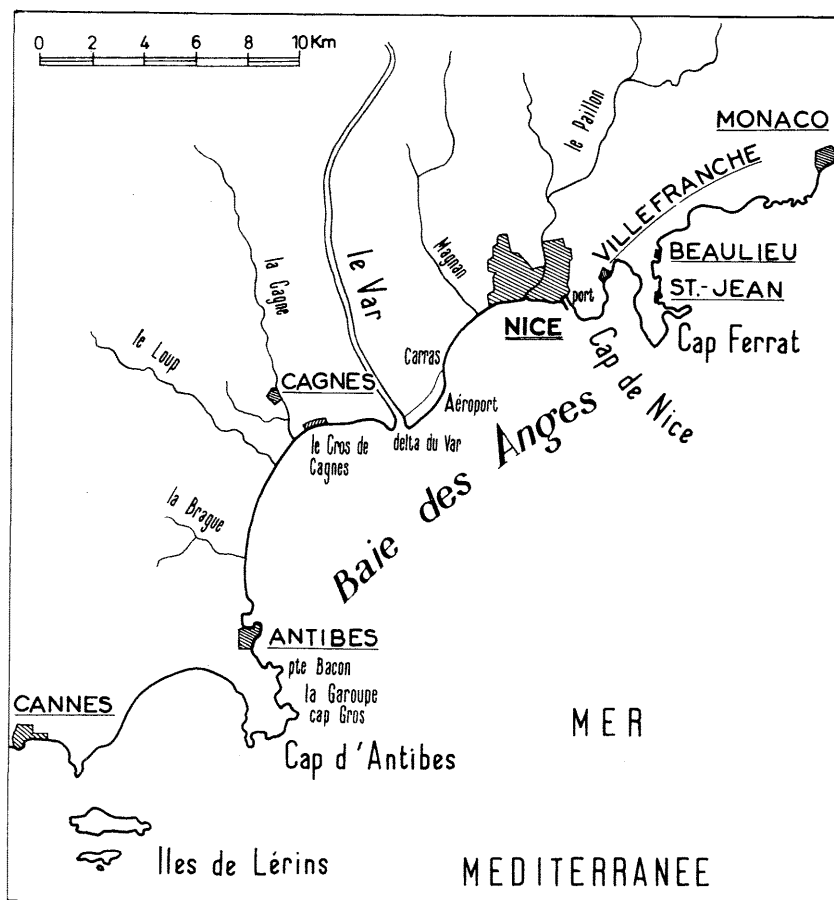 0 2 4 6 8 10 Km
le Paillon
MONACO
VILLEFRANCHE
la Cagne
le Var
Magnan
BEAULIEU
ST.-JEAN
port
NICE
Cap Ferrat
Cap de Nice
le Loup
Carras
CAGNES
Aéroport
le Cros de
Cagnes
delta du Var
Baie des Anges
la Brague
ANTIBES
pte Bacon
la Garoupe
cap Gros
CANNES
Cap d'Antibes
MER
MEDITERRANEE
Iles de Lérins